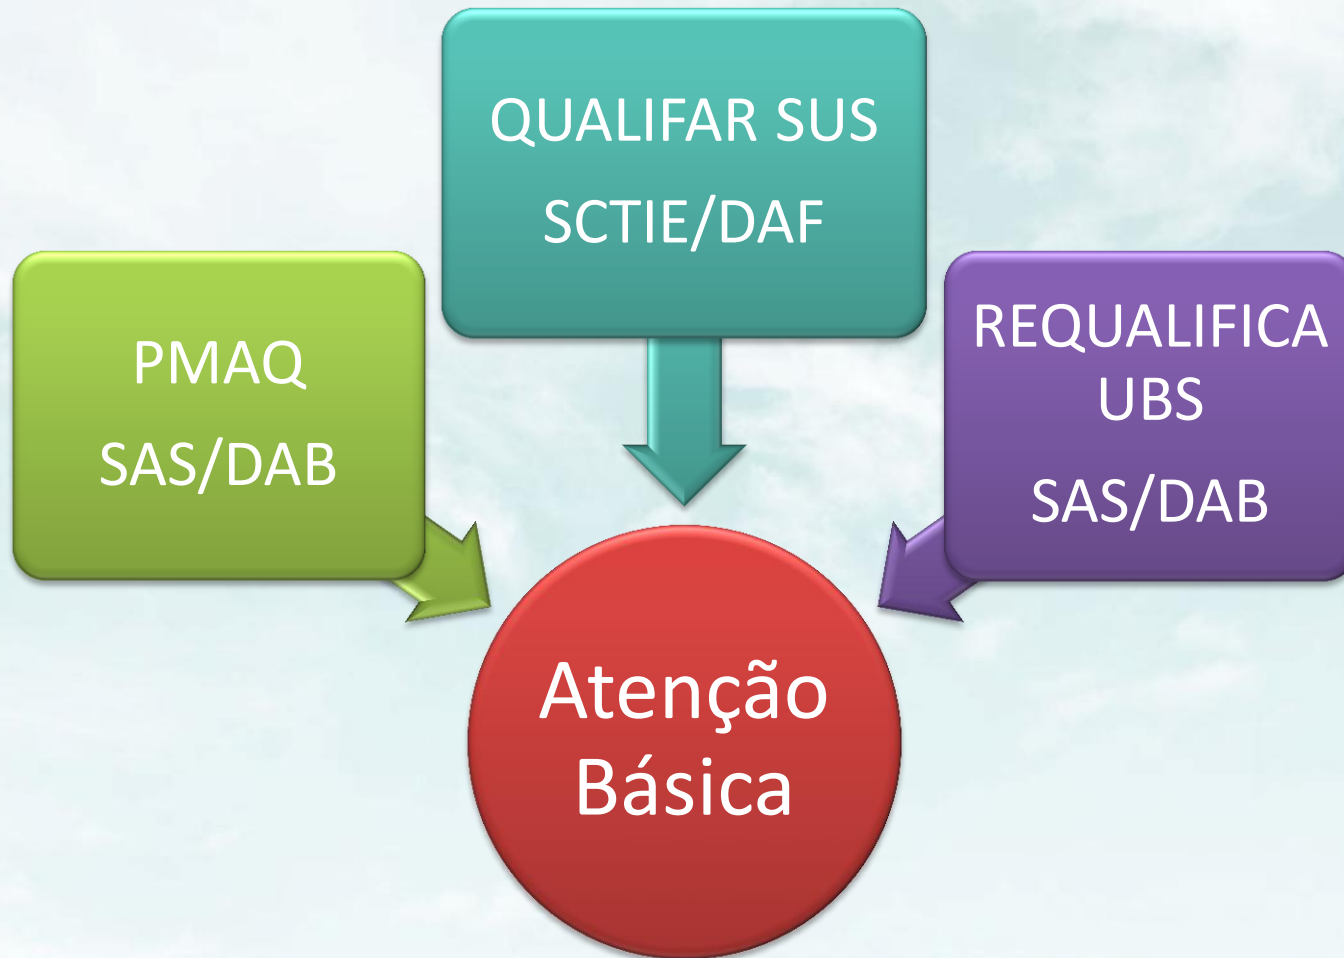 QUALIFAR SUS
SCTIE/DAF
PMAQ
SAS/DAB
REQUALIFICA
UBS
SAS/DAB
Atenção
Básica